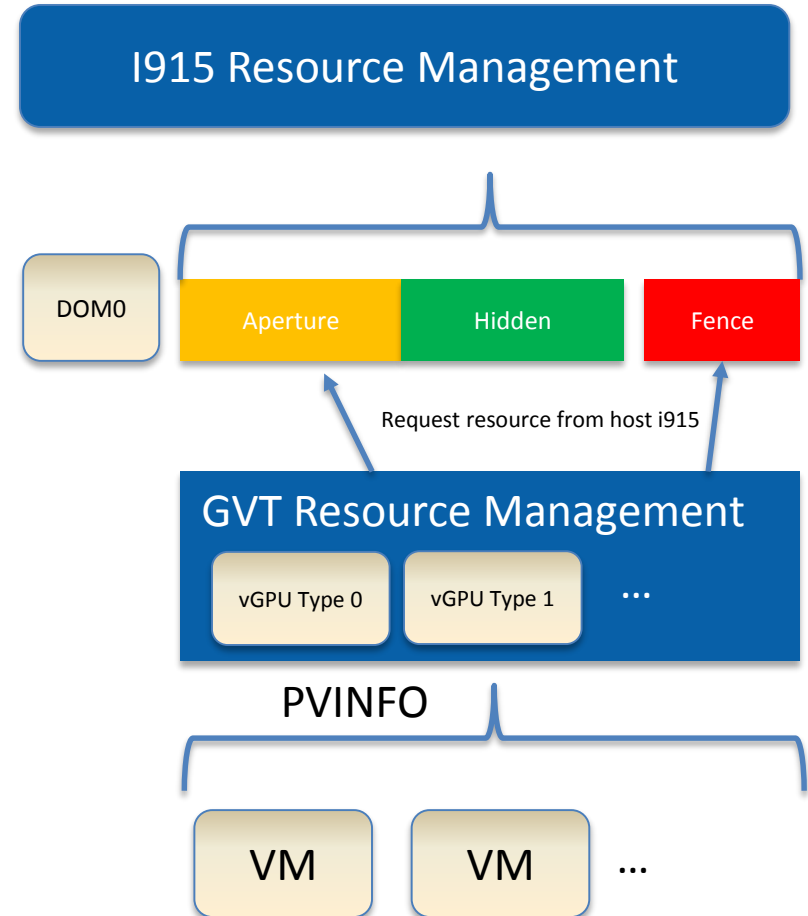 I915 Resource Management
DOM0
Aperture
Hidden
Fence
Request resource from host i915
GVT Resource Management
vGPU Type 0
vGPU Type 1
...
PVINFO
VM
VM
...